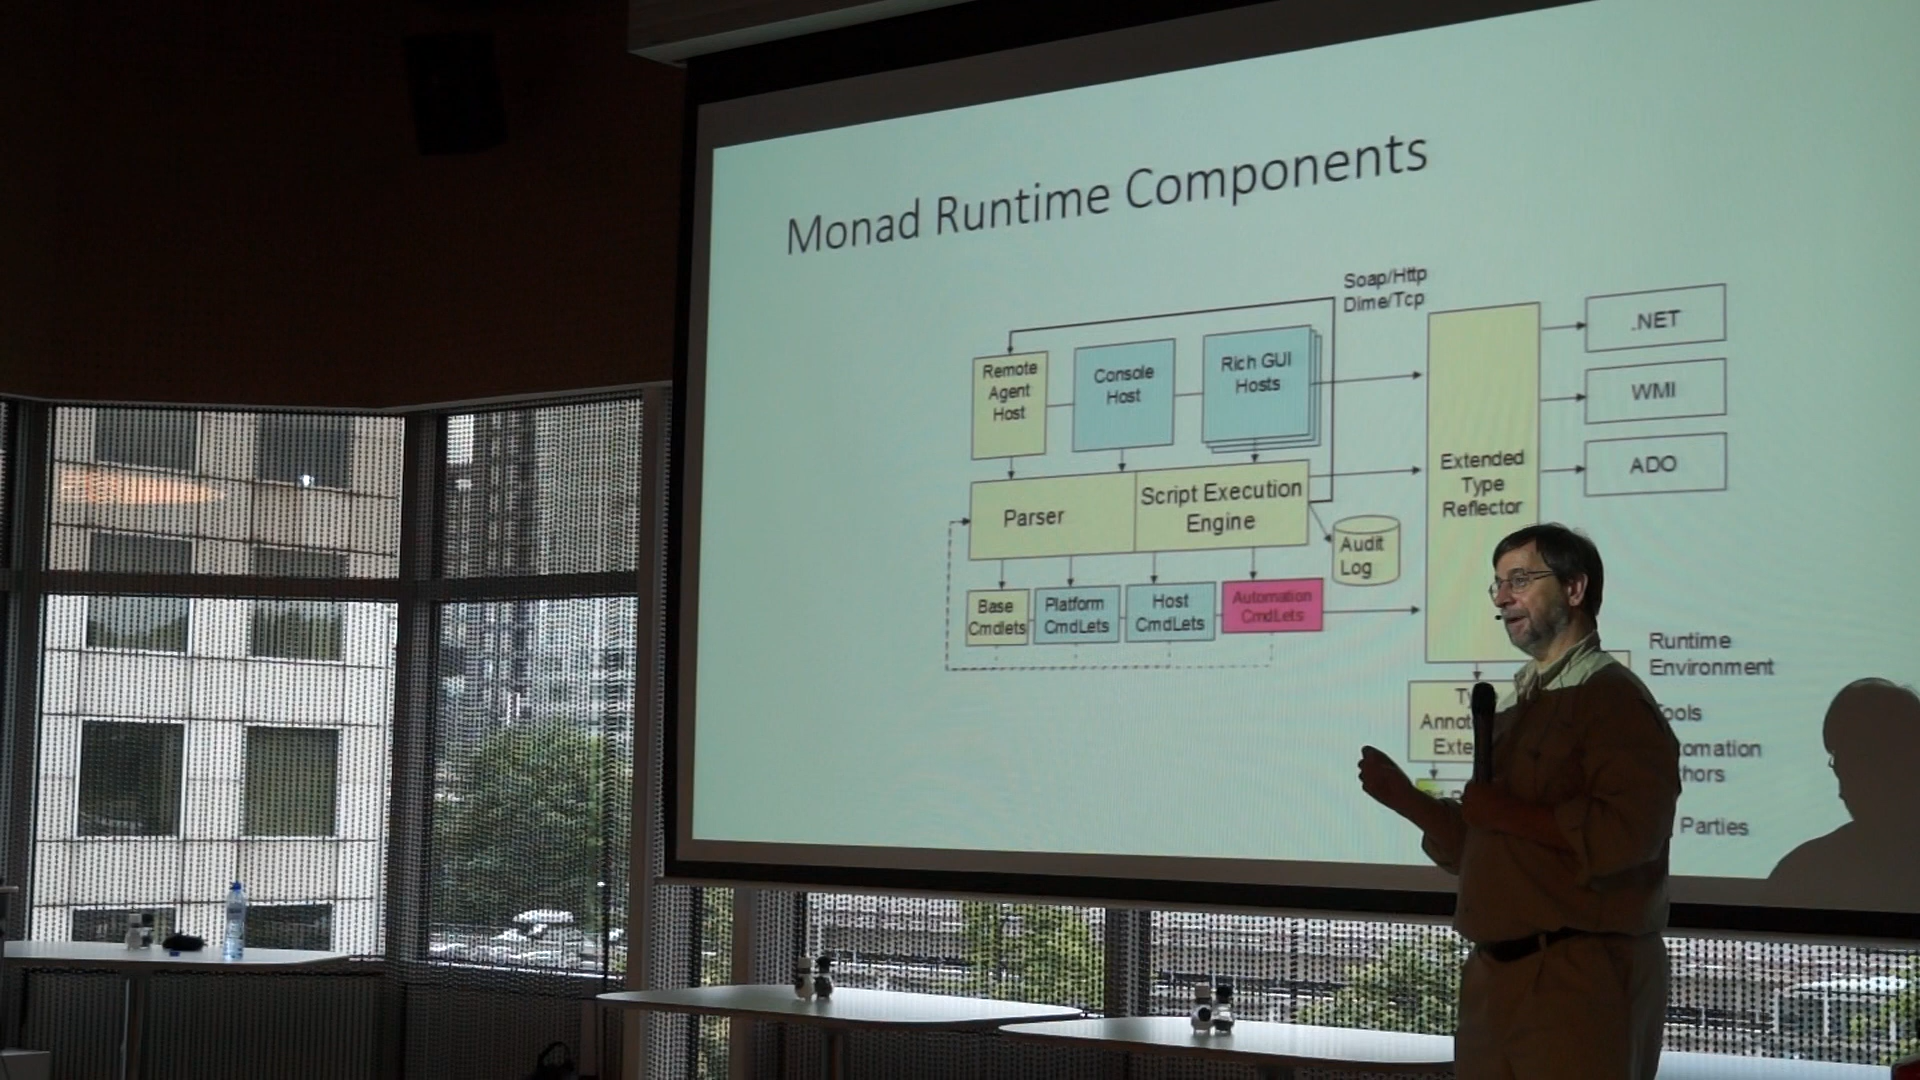 Monad Runtime Components
Soap/Http
Dime/Tcp
Remote
Agent
Host
Console
Host
Rich GUI
Hosts
.NET
WMI
ADO
Extended
Type
Reflector
Parser
Script Execution
Engine
Audit
Log
Base
Cmdlets
Platform
CmdLets
Host
CmdLets
Automation
CmdLets
Runtime
Environment
Parties